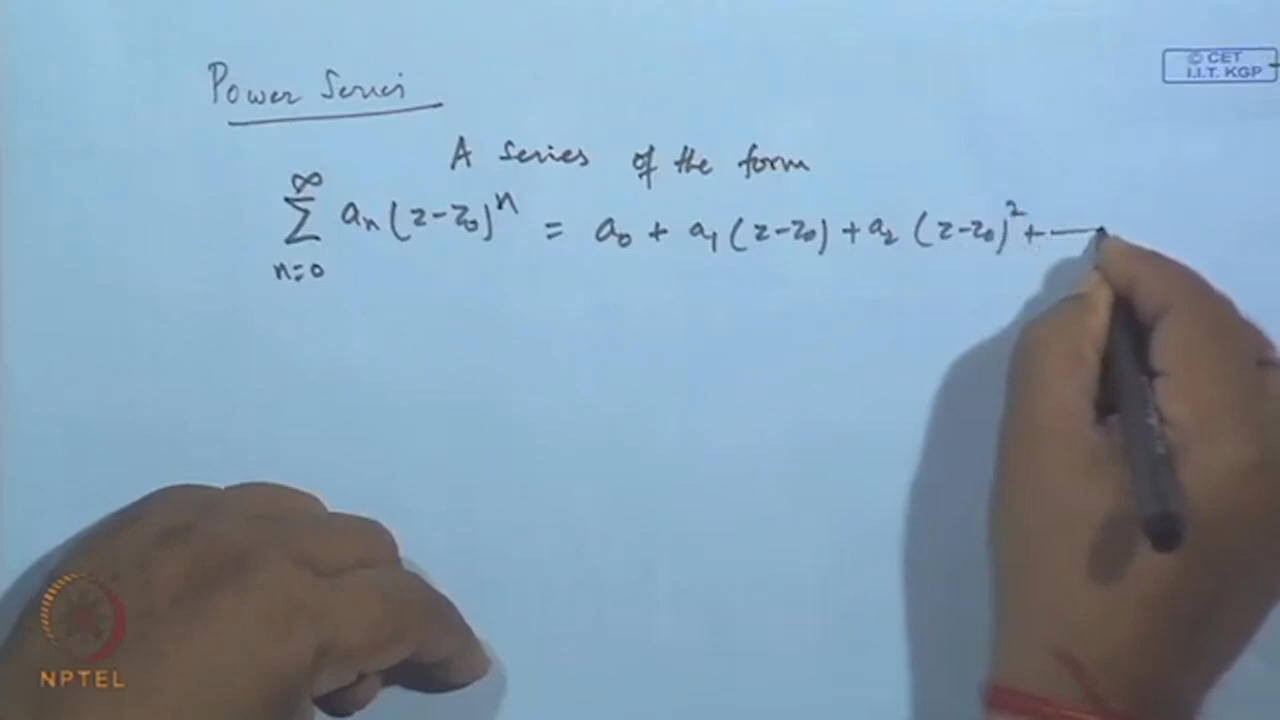 © CET
I.I.T. KGP
Power Series
A series of the form
∞
Σ aₙ(z-z₀)ⁿ = a₀ + a₁(z-z₀) + a₂(z-z₀)² + ——
n=0
NPTEL